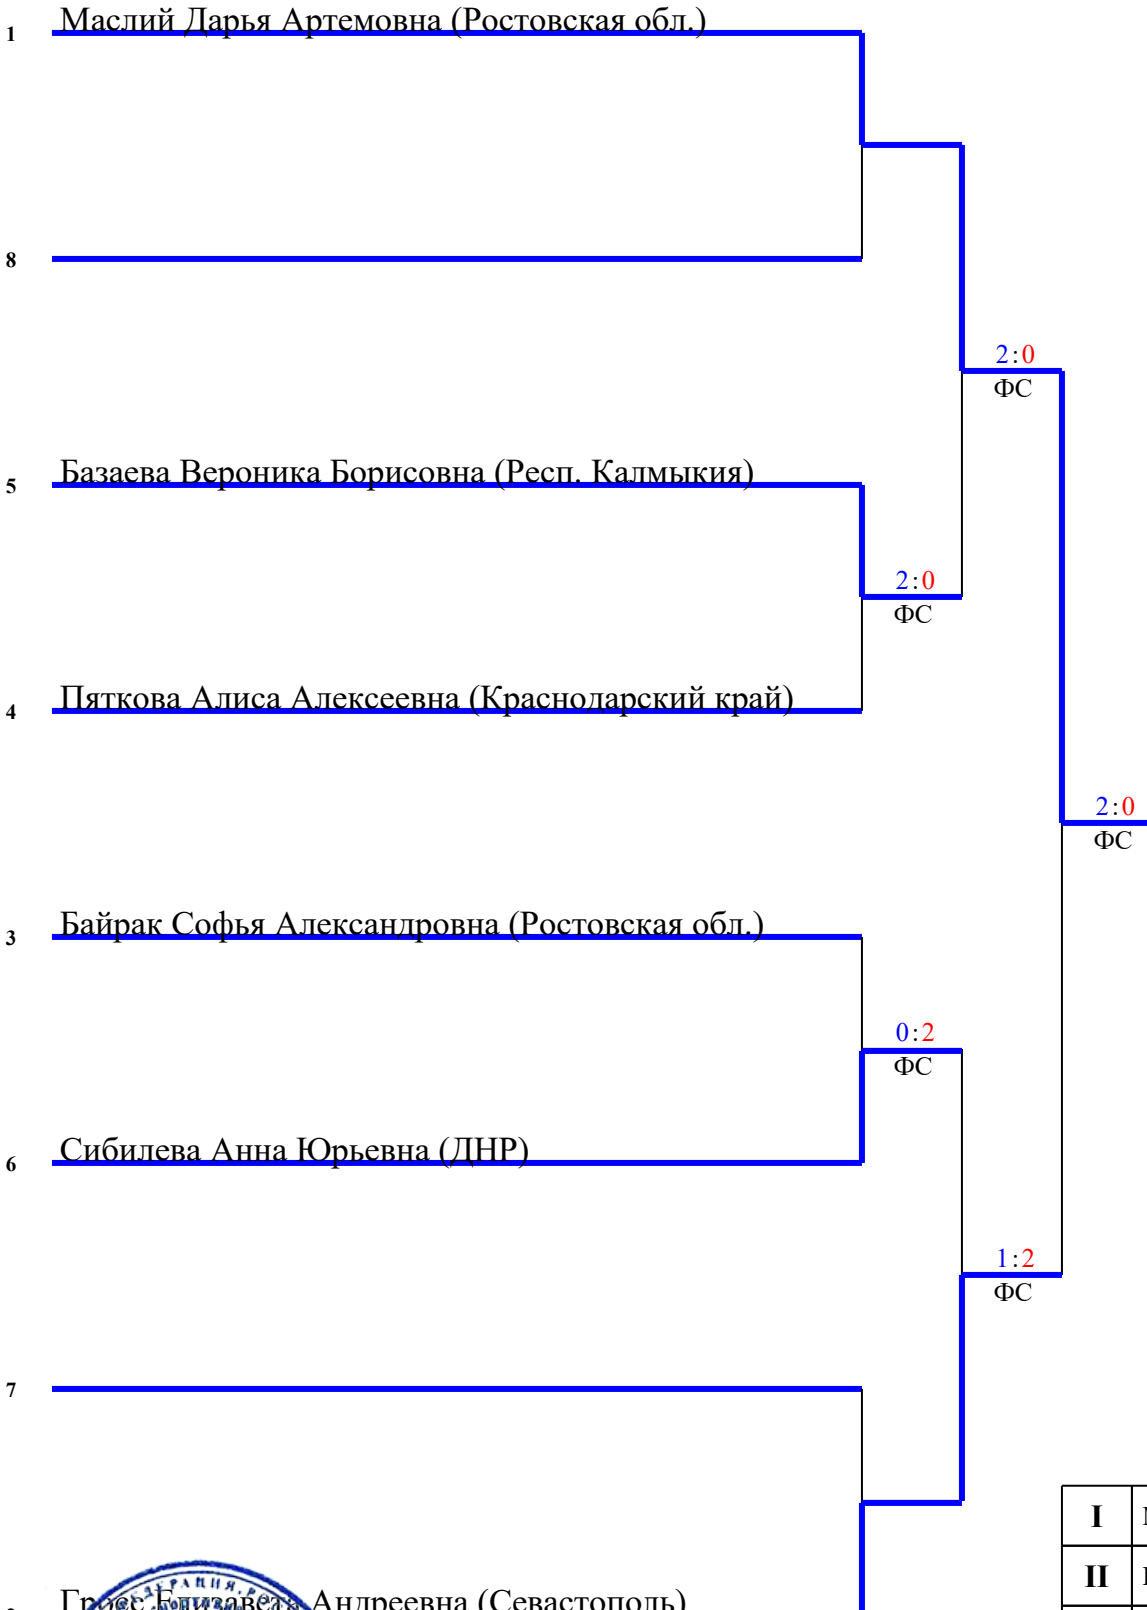 Маслий Дарья Артемовна (Ростовская обл.)
1
8
2:0
ФС
Базаева Вероника Борисовна (Респ. Калмыкия)
5
2:0
ФС
Пяткова Алиса Алексеевна (Краснодарский край)
4
2:0
ФС
Байрак Софья Александровна (Ростовская обл.)
3
0:2
ФС
Сибилева Анна Юрьевна (ДНР)
6
1:2
ФС
7
I
II
Елизавета Андреевна (Севастополь)